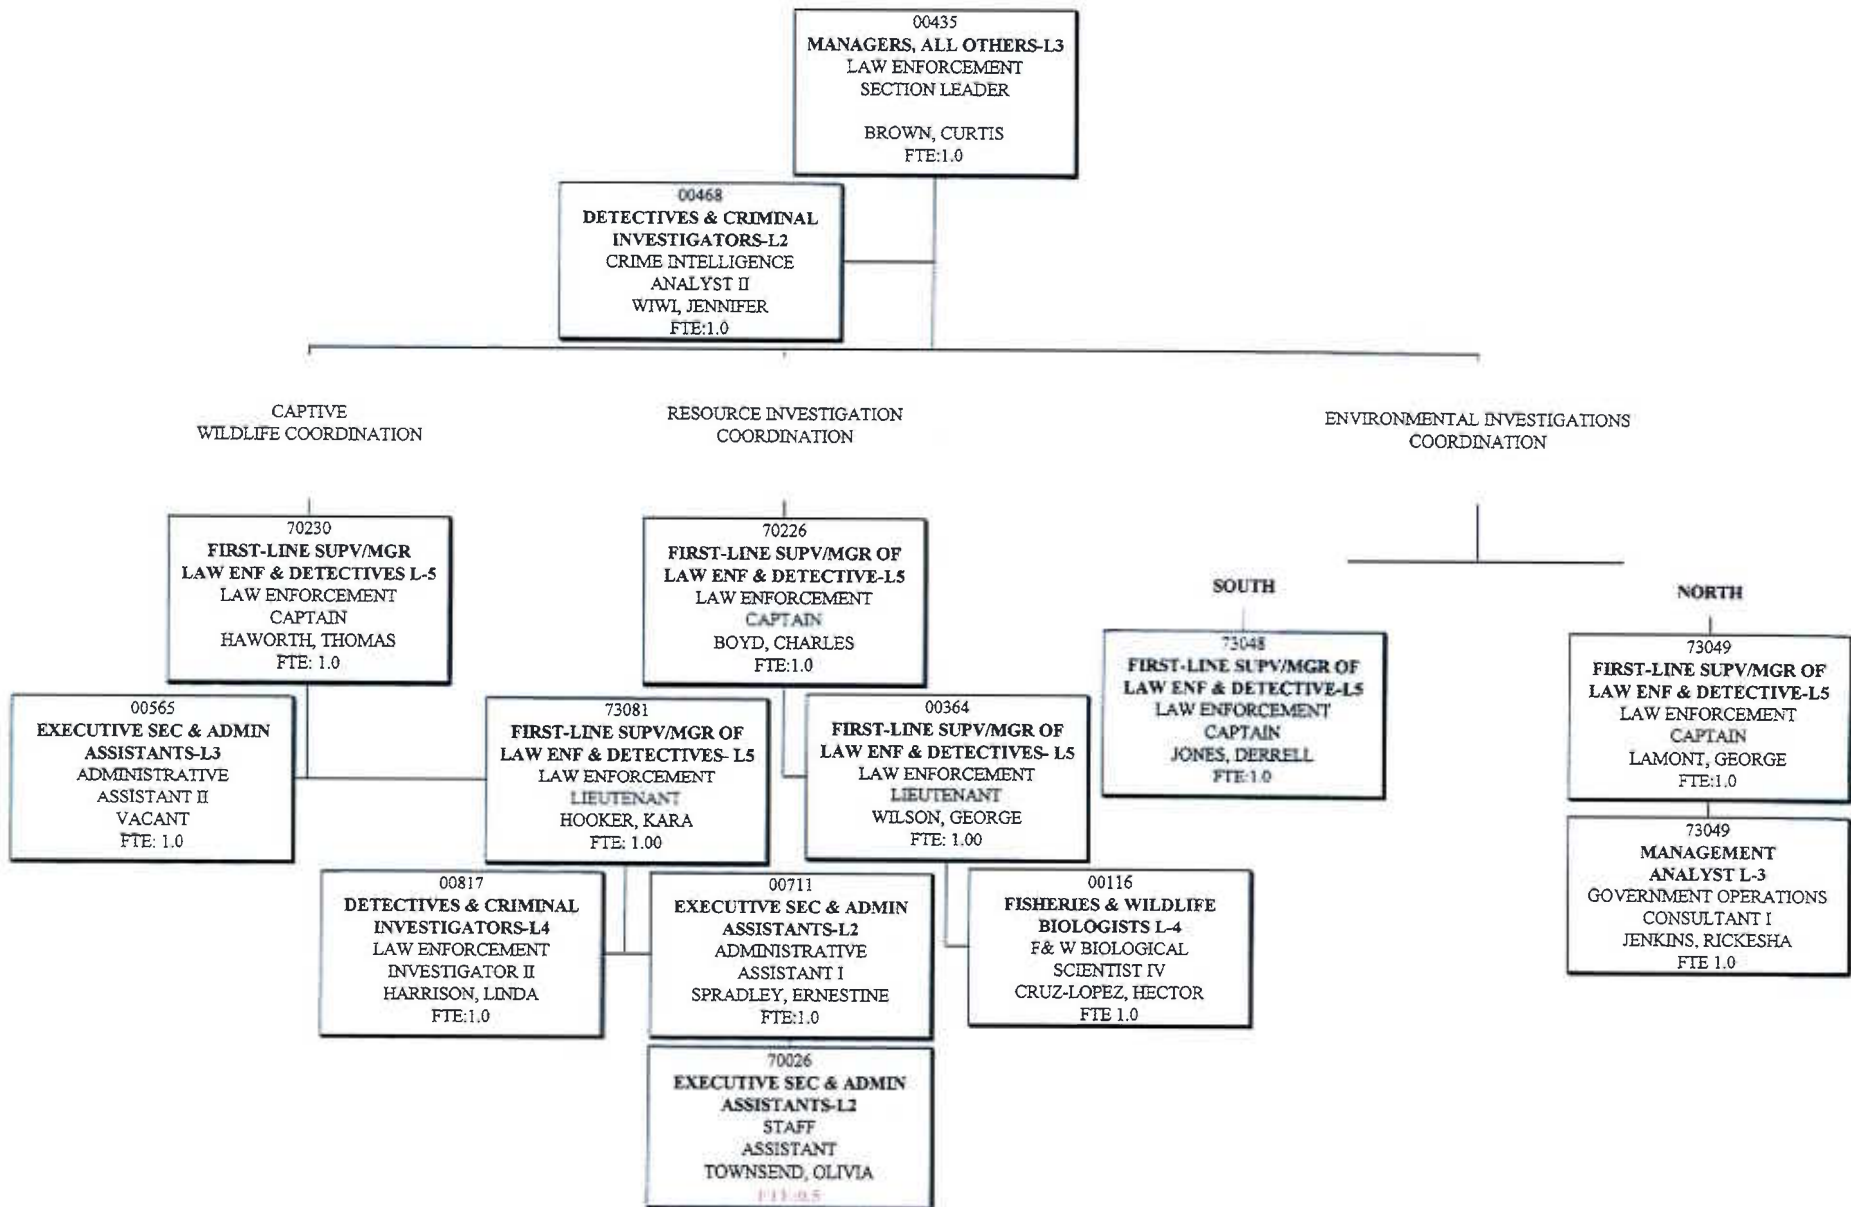 00435
MANAGERS, ALL OTHERS-L3
LAW ENFORCEMENT
SECTION LEADER
BROWN, CURTIS
FTE:1.0
00468
DETECTIVES & CRIMINAL
INVESTIGATORS-L2
CRIME INTELLIGENCE
ANALYST II
WIWI, JENNIFER
FTE:1.0
CAPTIVE
WILDLIFE COORDINATION
RESOURCE INVESTIGATION
COORDINATION
ENVIRONMENTAL INVESTIGATIONS
COORDINATION
70230
FIRST-LINE SUPV/MGR
LAW ENF & DETECTIVES L-5
LAW ENFORCEMENT
CAPTAIN
HAWORTH, THOMAS
FTE: 1.0
70226
FIRST-LINE SUPV/MGR OF
LAW ENF & DETECTIVE-L5
LAW ENFORCEMENT
CAPTAIN
BOYD, CHARLES
FTE:1.0
SOUTH
NORTH
73048
FIRST-LINE SUPV/MGR OF
LAW ENF & DETECTIVE-L5
LAW ENFORCEMENT
CAPTAIN
JONES, DERRELL
FTE:1.0
73049
FIRST-LINE SUPV/MGR OF
LAW ENF & DETECTIVE-L5
LAW ENFORCEMENT
CAPTAIN
LAMONT, GEORGE
FTE:1.0
00565
EXECUTIVE SEC & ADMIN
ASSISTANTS-L3
ADMINISTRATIVE
ASSISTANT II
VACANT
FTE: 1.0
73081
FIRST-LINE SUPV/MGR OF
LAW ENF & DETECTIVES- L5
LAW ENFORCEMENT
LIEUTENANT
HOOKER, KARA
FTE: 1.00
00364
FIRST-LINE SUPV/MGR OF
LAW ENF & DETECTIVES- L5
LAW ENFORCEMENT
LIEUTENANT
WILSON, GEORGE
FTE: 1.00
73049
MANAGEMENT
ANALYST L-3
GOVERNMENT OPERATIONS
CONSULTANT I
JENKINS, RICKESHA
FTE 1.0
00817
DETECTIVES & CRIMINAL
INVESTIGATORS-L4
LAW ENFORCEMENT
INVESTIGATOR II
HARRISON, LINDA
FTE:1.0
00711
EXECUTIVE SEC & ADMIN
ASSISTANTS-L2
ADMINISTRATIVE
ASSISTANT I
SPRADLEY, ERNESTINE
FTE:1.0
00116
FISHERIES & WILDLIFE
BIOLOGISTS L-4
F& W BIOLOGICAL
SCIENTIST IV
CRUZ-LOPEZ, HECTOR
FTE 1.0
70026
EXECUTIVE SEC & ADMIN
ASSISTANTS-L2
STAFF
ASSISTANT
TOWNSEND, OLIVIA
FTE:0.5